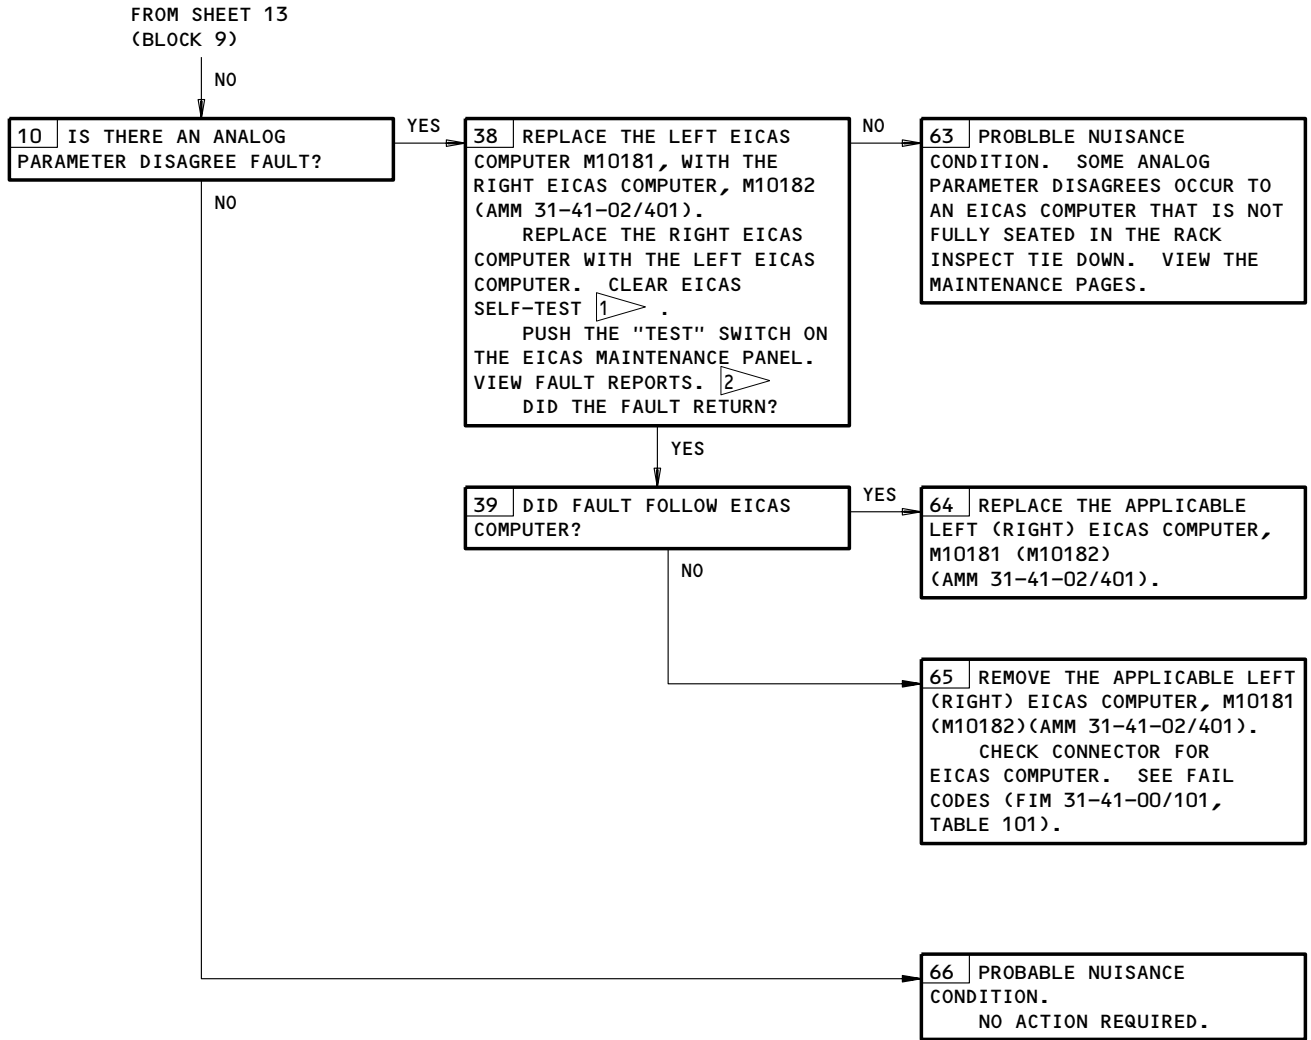 FROM SHEET 13
(BLOCK 9)
NO
10 IS THERE AN ANALOG
PARAMETER DISAGREE FAULT?
YES
NO
38 REPLACE THE LEFT EICAS
COMPUTER M10181, WITH THE
RIGHT EICAS COMPUTER, M10182
(AMM 31-41-02/401).
REPLACE THE RIGHT EICAS
COMPUTER WITH THE LEFT EICAS
COMPUTER. CLEAR EICAS
SELF-TEST 1 .
PUSH THE "TEST" SWITCH ON
THE EICAS MAINTENANCE PANEL.
VIEW FAULT REPORTS. 2
DID THE FAULT RETURN?
NO
63 PROBLBLE NUISANCE
CONDITION. SOME ANALOG
PARAMETER DISAGREES OCCUR TO
AN EICAS COMPUTER THAT IS NOT
FULLY SEATED IN THE RACK
INSPECT TIE DOWN. VIEW THE
MAINTENANCE PAGES.
YES
39 DID FAULT FOLLOW EICAS
COMPUTER?
YES
64 REPLACE THE APPLICABLE
LEFT (RIGHT) EICAS COMPUTER,
M10181 (M10182)
(AMM 31-41-02/401).
NO
65 REMOVE THE APPLICABLE LEFT
(RIGHT) EICAS COMPUTER, M10181
(M10182)(AMM 31-41-02/401).
CHECK CONNECTOR FOR
EICAS COMPUTER. SEE FAIL
CODES (FIM 31-41-00/101,
TABLE 101).
66 PROBABLE NUISANCE
CONDITION.
NO ACTION REQUIRED.